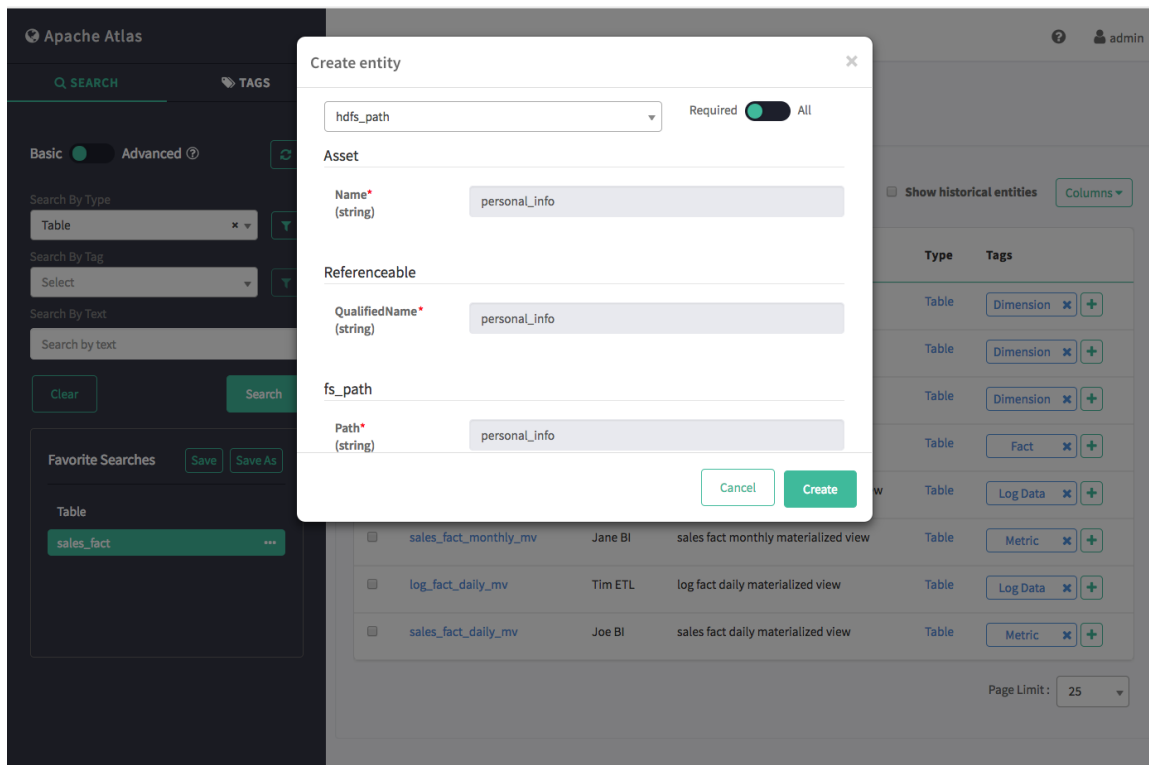 Apache Atlas
admin
SEARCH
TAGS
Basic Advanced
Search By Type
Table
Search By Tag
Select
Search By Text
Search by text
Clear Search
Favorite Searches Save Save As
Table
sales_fact
Create entity
hdfs_path Required All
Asset
Name*
(string)
personal_info
Referenceable
QualifiedName*
(string)
personal_info
fs_path
Path*
(string)
personal_info
Cancel Create
Show historical entities Columns
Type Tags
Table Dimension
Table Dimension
Table Dimension
Table Fact
w Table Log Data
sales_fact_monthly_mv Jane BI sales fact monthly materialized view Table Metric
log_fact_daily_mv Tim ETL log fact daily materialized view Table Log Data
sales_fact_daily_mv Joe BI sales fact daily materialized view Table Metric
Page Limit : 25